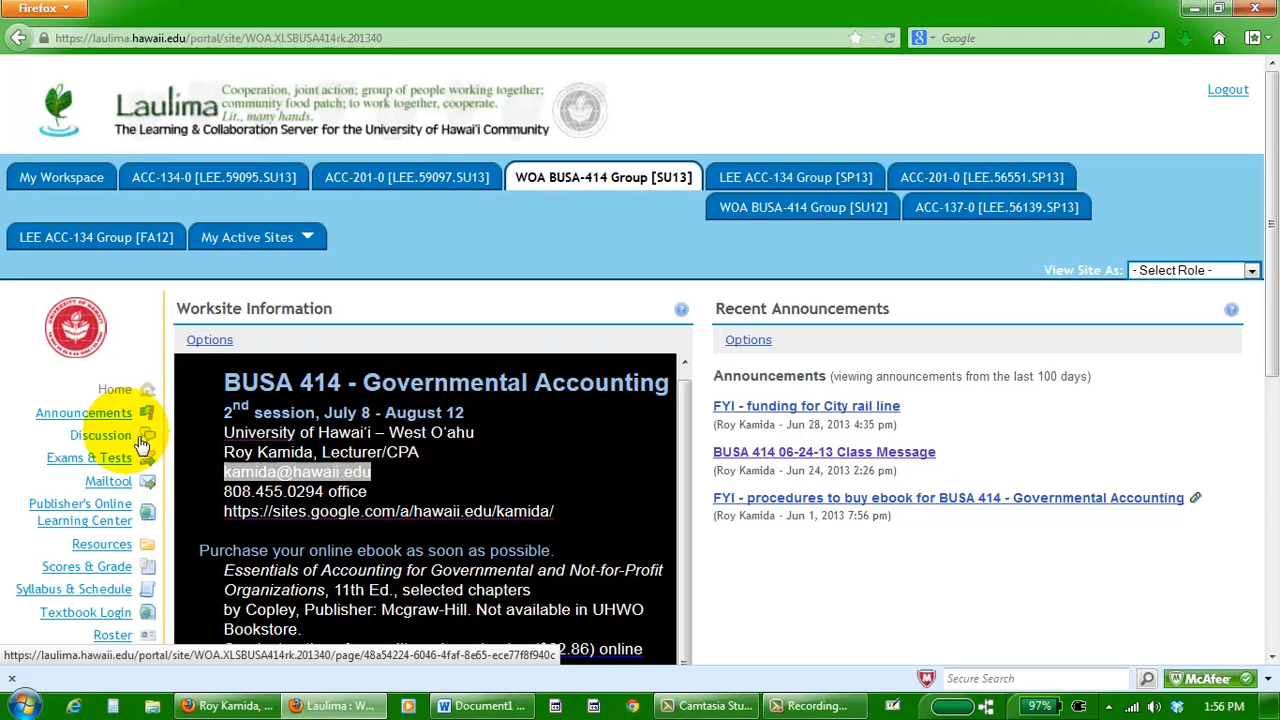 Firefox
https://laulima.hawaii.edu/portal/site/WOA.XLSBUSA414rk.201340
Google
Laulima
Cooperation, joint action; group of people working together;
community food patch; to work together, cooperate.
Lit., many hands.
The Learning & Collaboration Server for the University of Hawai'i Community
Logout
My Workspace
ACC-134-0 [LEE.59095.SU13]
ACC-201-0 [LEE.59097.SU13]
WOA BUSA-414 Group [SU13]
LEE ACC-134 Group [SP13]
ACC-201-0 [LEE.56551.SP13]
WOA BUSA-414 Group [SU12]
ACC-137-0 [LEE.56139.SP13]
LEE ACC-134 Group [FA12]
My Active Sites
View Site As:
- Select Role -
Home
Announcements
Discussion
Exams & Tests
Mailtool
Publisher's Online
Learning Center
Resources
Scores & Grade
Syllabus & Schedule
Textbook Login
Roster
Worksite Information
Options
BUSA 414 - Governmental Accounting
2nd session, July 8 - August 12
University of Hawai'i – West O'ahu
Roy Kamida, Lecturer/CPA
kamida@hawaii.edu
808.455.0294 office
https://sites.google.com/a/hawaii.edu/kamida/
Purchase your online ebook as soon as possible.
Essentials of Accounting for Governmental and Not-for-Profit
Organizations, 11th Ed., selected chapters
by Copley, Publisher: Mcgraw-Hill. Not available in UHWO
Bookstore.
online
Recent Announcements
Options
Announcements (viewing announcements from the last 100 days)
FYI - funding for City rail line
(Roy Kamida - Jun 28, 2013 4:35 pm)
BUSA 414 06-24-13 Class Message
(Roy Kamida - Jun 24, 2013 2:26 pm)
FYI - procedures to buy ebook for BUSA 414 - Governmental Accounting
(Roy Kamida - Jun 1, 2013 7:56 pm)
https://laulima.hawaii.edu/portal/site/WOA.XLSBUSA414rk.201340/page/48a54224-6046-4faf-8e65-ece77f8f940c
Secure Search
McAfee
Roy Kamida, ...
Laulima : W...
Document1 ...
Camtasia Stu...
Recording...
97%
1:56 PM